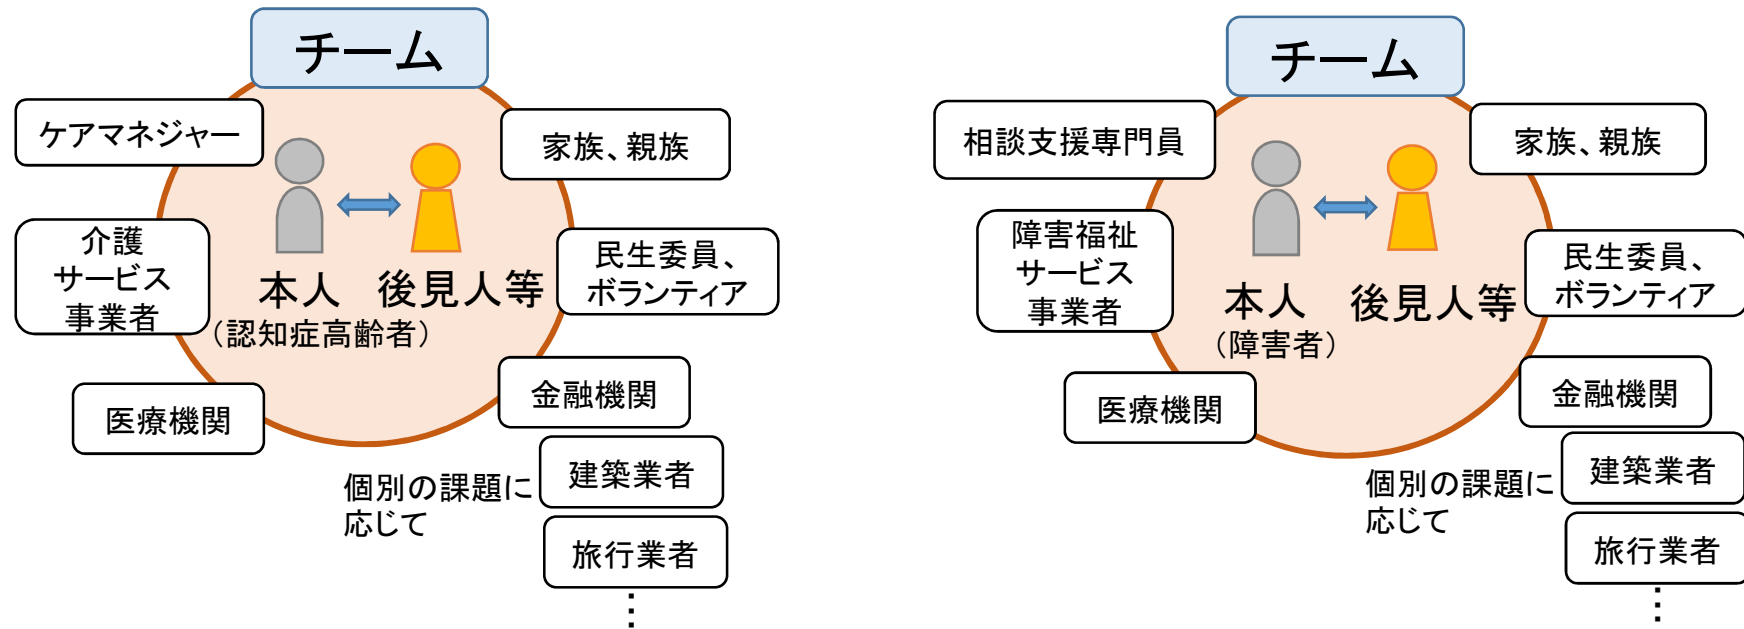 チーム
ケアマネジャー
家族、親族
介護
サービス
事業者
民生委員、
ボランティア
本人
後見人等
（認知症高齢者）
医療機関
金融機関
個別の課題に
応じて
建築業者
旅行業者
⋮
チーム
相談支援専門員
家族、親族
障害福祉
サービス
事業者
民生委員、
ボランティア
本人
後見人等
（障害者）
医療機関
金融機関
個別の課題に
応じて
建築業者
旅行業者
⋮